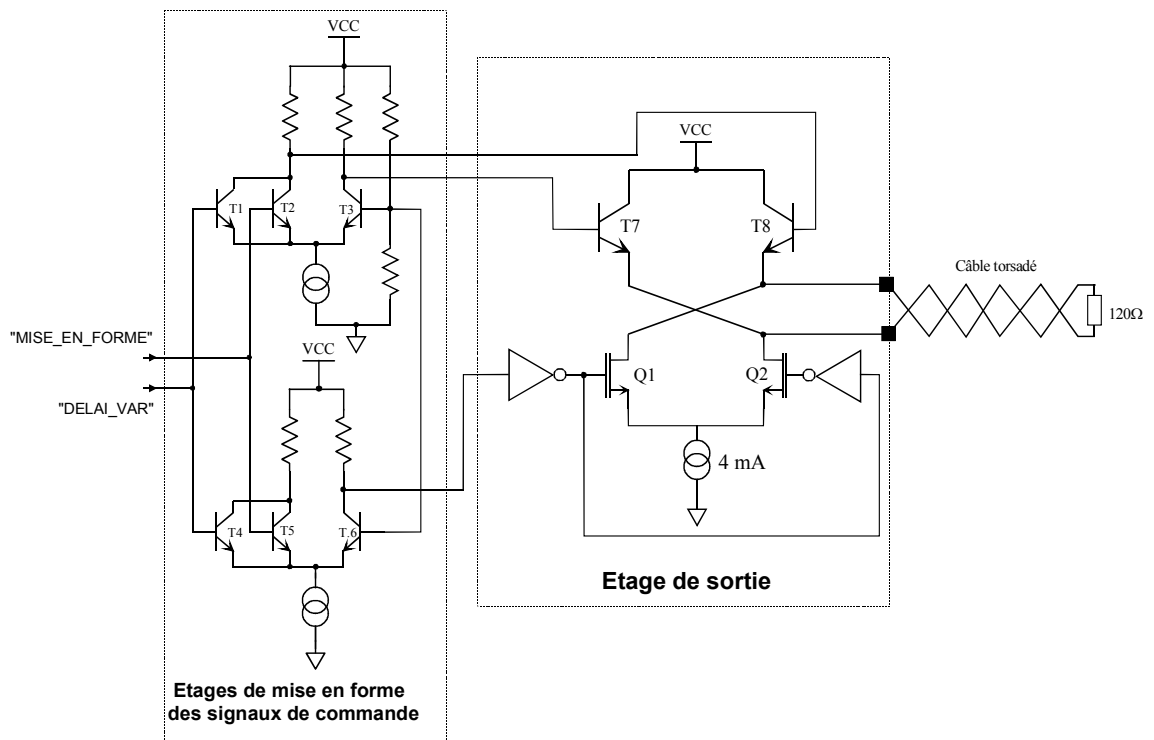 VCC
T1
T2
T3
"MISE_EN_FORME"
"DELAI_VAR"
VCC
T4
T5
T.6
Etages de mise en forme
des signaux de commande
VCC
T7
T8
Q1
Q2
4 mA
Etage de sortie
Câble torsadé
120Ω